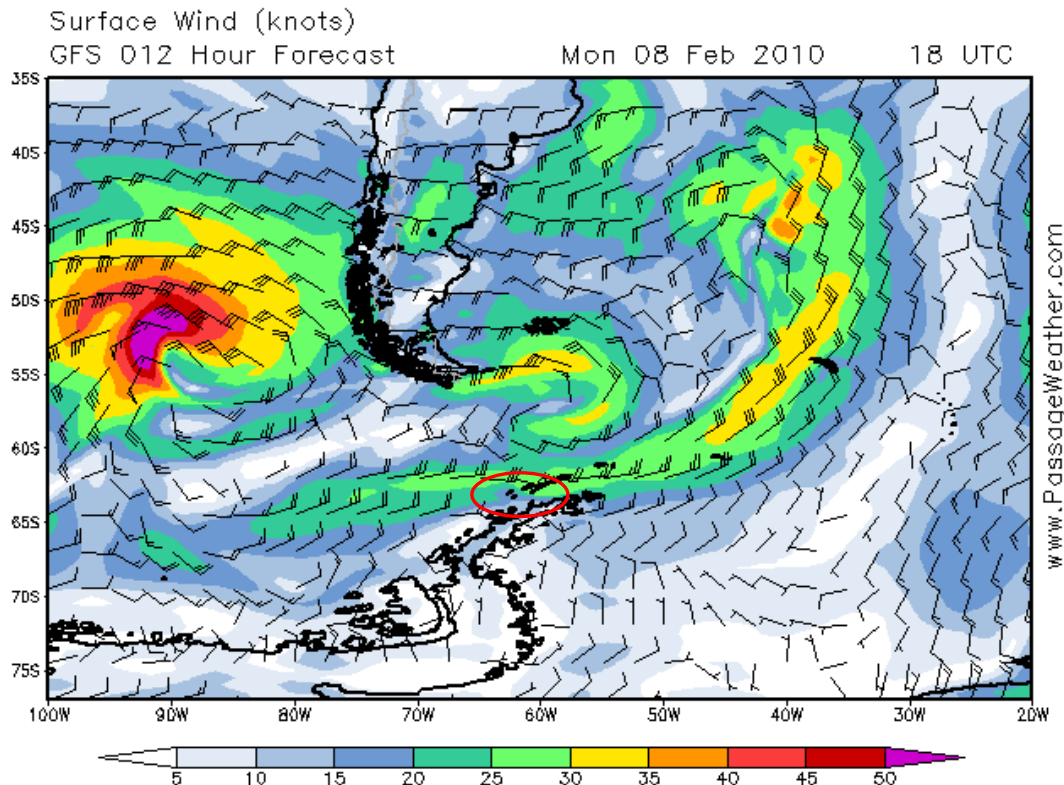 Surface Wind (knots)
GFS 012 Hour Forecast Mon 08 Feb 2010 18 UTC
35S
40S
45S
50S
55S
60S
65S
70S
75S
100W 90W 80W 70W 60W 50W 40W 30W 20W
5 10 15 20 25 30 35 40 45 50
www.PassageWeather.com